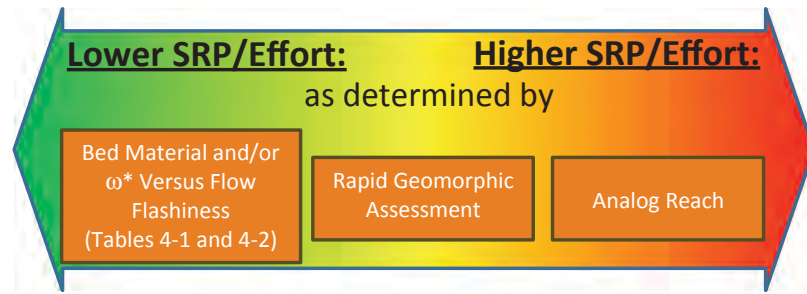 Lower SRP/Effort: Higher SRP/Effort:
as determined by
Bed Material and/or
ω* Versus Flow
Flashiness
(Tables 4-1 and 4-2)
Rapid Geomorphic
Assessment
Analog Reach